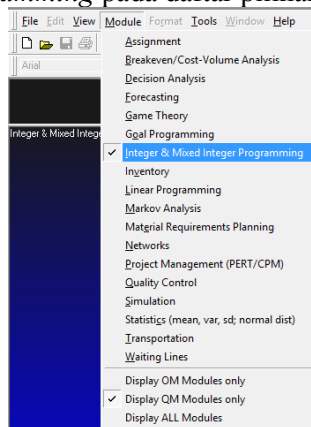 pada daftar
File Edit View Module Format Tools Window Help
Arial
Integer & Mixed Intege
Assignment
Breakeven/Cost-Volume Analysis
Decision Analysis
Forecasting
Game Theory
Goal Programming
Integer & Mixed Integer Programming
Inventory
Linear Programming
Markov Analysis
Material Requirements Planning
Networks
Project Management (PERT/CPM)
Quality Control
Simulation
Statistics (mean, var, sd; normal dist)
Transportation
Waiting Lines
Display OM Modules only
Display QM Modules only
Display ALL Modules